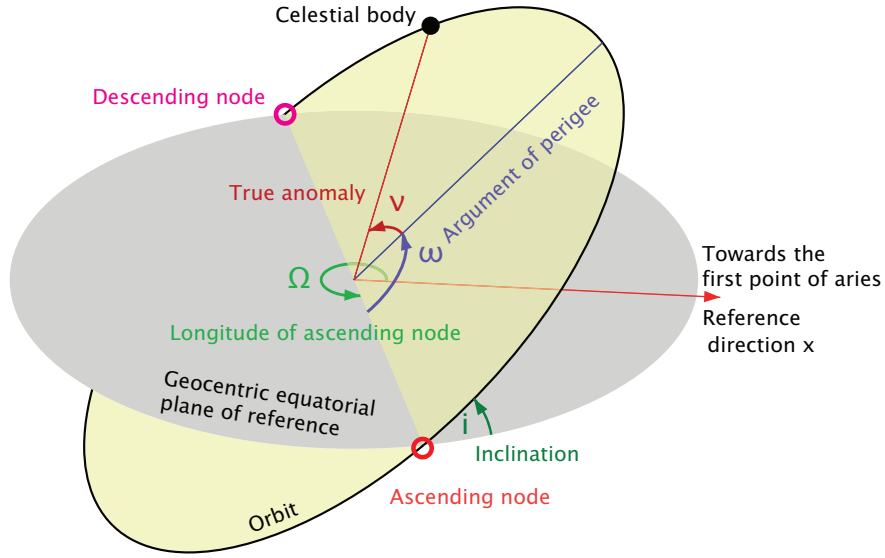 Celestial body
Descending node
True anomaly
ν
Argument of perigee
ω
Ω
Towards the
first point of aries
Reference
direction x
Longitude of ascending node
Geocentric equatorial
plane of reference
i
Inclination
Ascending node
Orbit